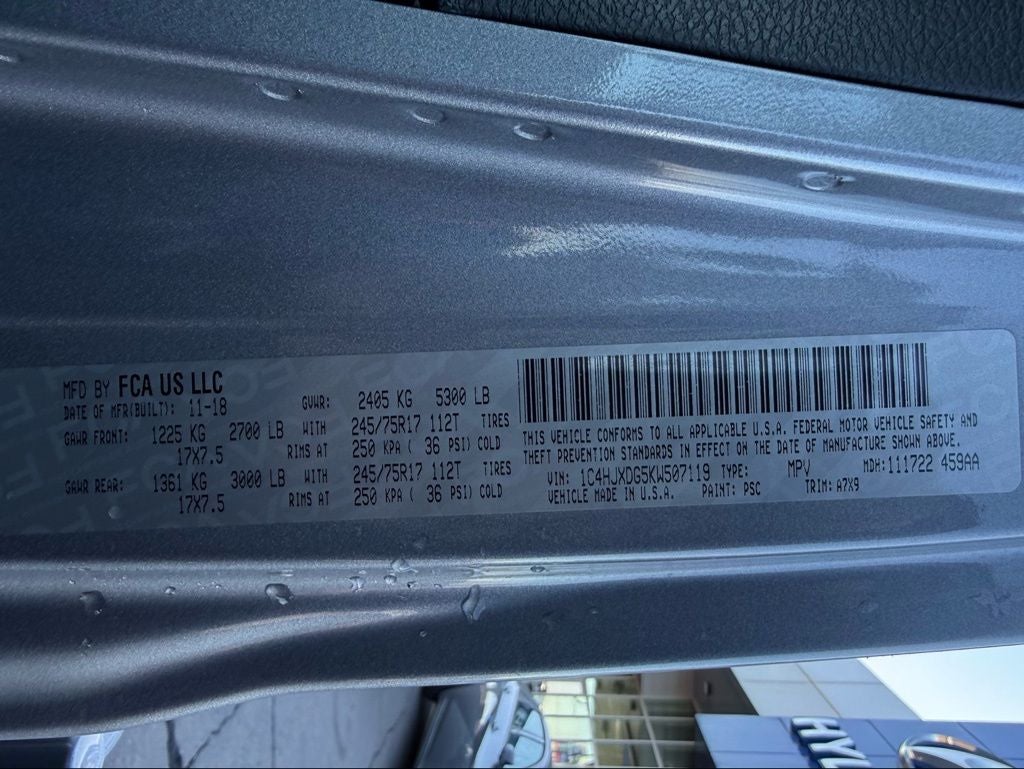 MFD BY FCA US LLC
DATE OF MFR(BUILT): 11-18 GVWR: 2405 KG 5300 LB
GAWR FRONT: 1225 KG 2700 LB WITH 245/75R17 112T TIRES
17X7.5 RIMS AT 250 KPA ( 36 PSI) COLD
GAWR REAR: 1361 KG 3000 LB WITH 245/75R17 112T TIRES
17X7.5 RIMS AT 250 KPA ( 36 PSI) COLD
THIS VEHICLE CONFORMS TO ALL APPLICABLE U.S.A. FEDERAL MOTOR VEHICLE SAFETY AND
THEFT PREVENTION STANDARDS IN EFFECT ON THE DATE OF MANUFACTURE SHOWN ABOVE.
VIN: 1C4HJXDG5KW507119 TYPE: MPV MDH: 111722 459AA
VEHICLE MADE IN U.S.A. PAINT: PSC TRIM: A7X9
HYU